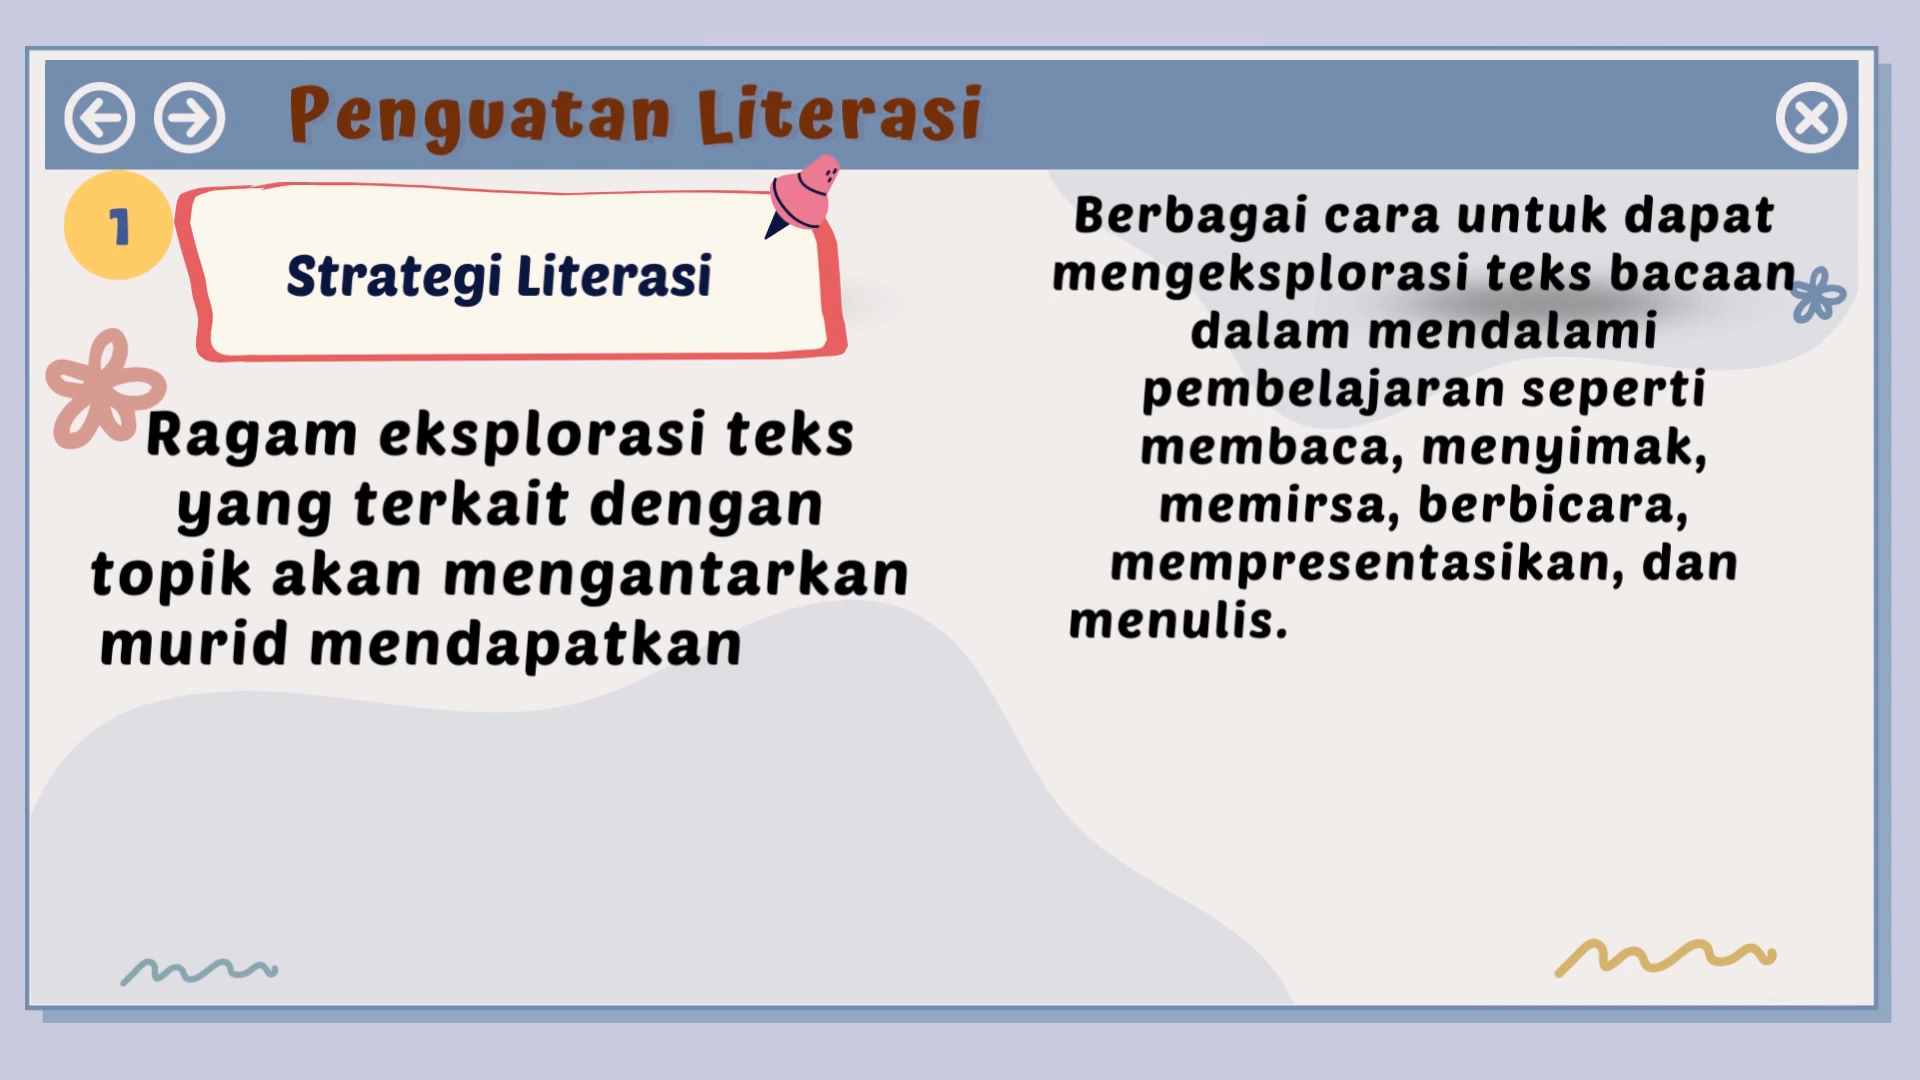 Penguatan Literasi
1
Strategi Literasi
Ragam eksplorasi teks
yang terkait dengan
topik akan mengantarkan
murid mendapatkan
Berbagai cara untuk dapat
mengeksplorasi teks bacaan
dalam mendalami
pembelajaran seperti
membaca, menyimak,
memirsa, berbicara,
mempresentasikan, dan
menulis.